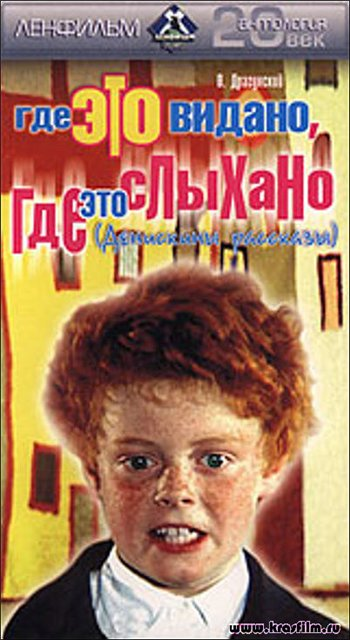 ЛЕНФИЛЬМ
20
АНТОЛОГИЯ
ВЕК
В. Драгунский
где ЭТО видано,
ГДе это сЛЫХаНО
(Денискины рассказы)
www.krasfilm.ru